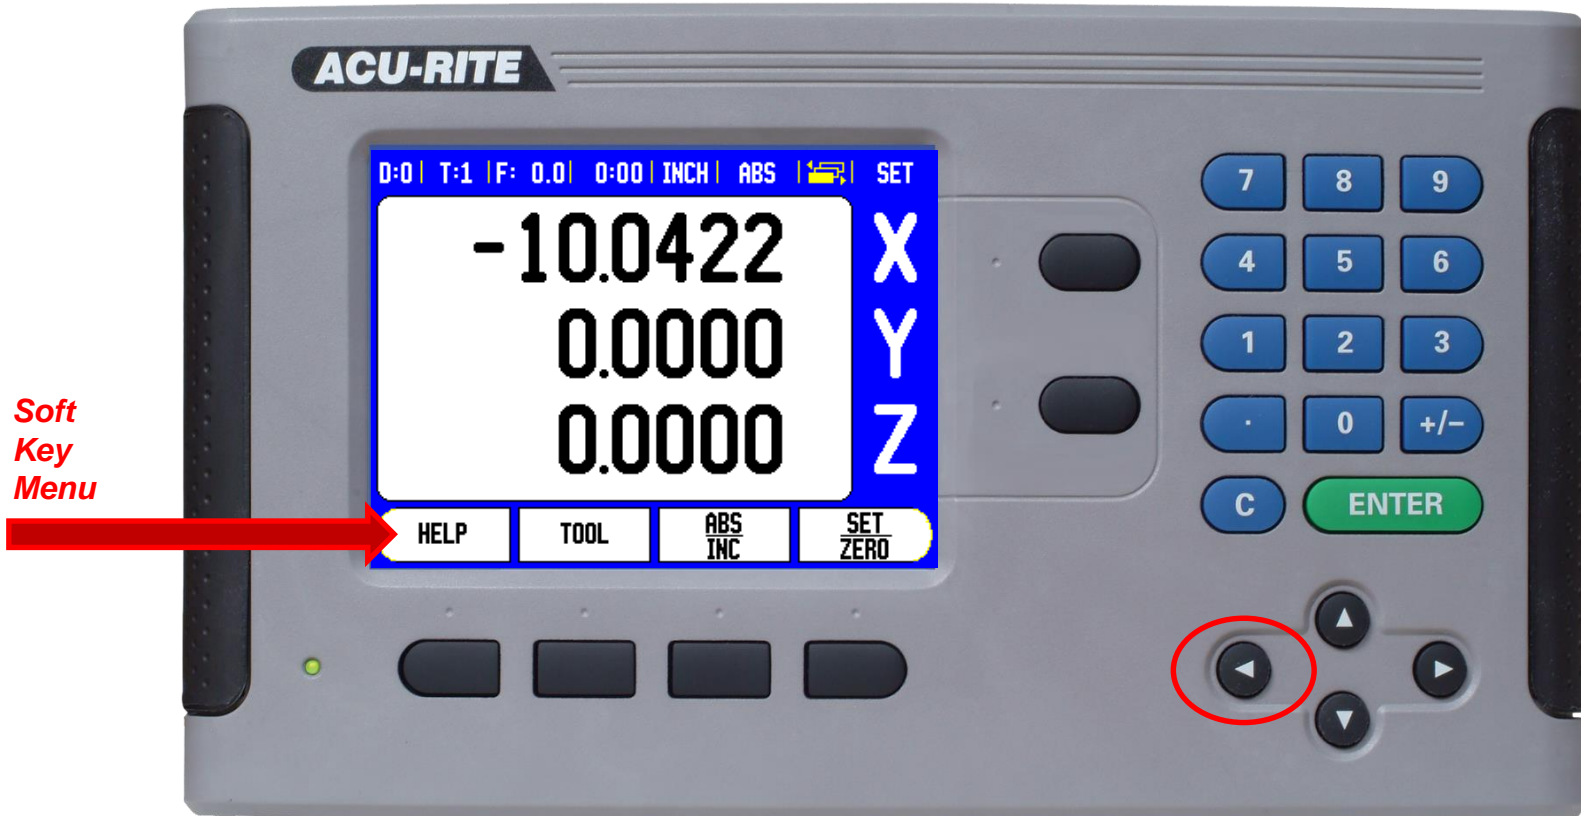 ACU-RITE
D:0| T:1 |F: 0.0| 0:00|INCH| ABS | | SET
-10.0422 X
0.0000 Y
0.0000 Z
Soft
Key
Menu
HELP TOOL ABS INC SET ZERO
7 8 9
4 5 6
1 2 3
. 0 +/-
C ENTER